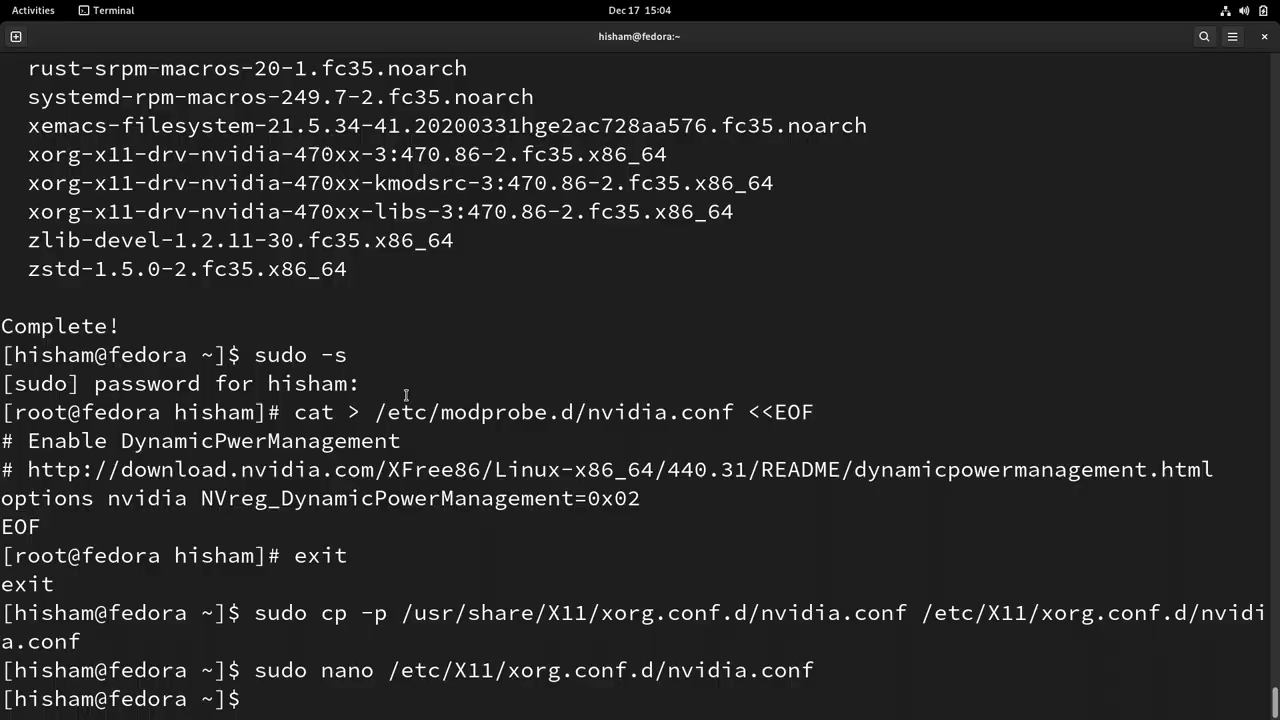 Activities
Terminal
Dec 17 15:04
hisham@fedora:~
rust-srpm-macros-20-1.fc35.noarch
systemd-rpm-macros-249.7-2.fc35.noarch
xemacs-filesystem-21.5.34-41.20200331hge2ac728aa576.fc35.noarch
xorg-x11-drv-nvidia-470xx-3:470.86-2.fc35.x86_64
xorg-x11-drv-nvidia-470xx-kmodsrc-3:470.86-2.fc35.x86_64
xorg-x11-drv-nvidia-470xx-libs-3:470.86-2.fc35.x86_64
zlib-devel-1.2.11-30.fc35.x86_64
zstd-1.5.0-2.fc35.x86_64
Complete!
[hisham@fedora ~]$ sudo -s
[sudo] password for hisham:
[root@fedora hisham]# cat > /etc/modprobe.d/nvidia.conf <<EOF
# Enable DynamicPwerManagement
# http://download.nvidia.com/XFree86/Linux-x86_64/440.31/README/dynamicpowermanagement.html
options nvidia NVreg_DynamicPowerManagement=0x02
EOF
[root@fedora hisham]# exit
exit
[hisham@fedora ~]$ sudo cp -p /usr/share/X11/xorg.conf.d/nvidia.conf /etc/X11/xorg.conf.d/nvidi
a.conf
[hisham@fedora ~]$ sudo nano /etc/X11/xorg.conf.d/nvidia.conf
[hisham@fedora ~]$